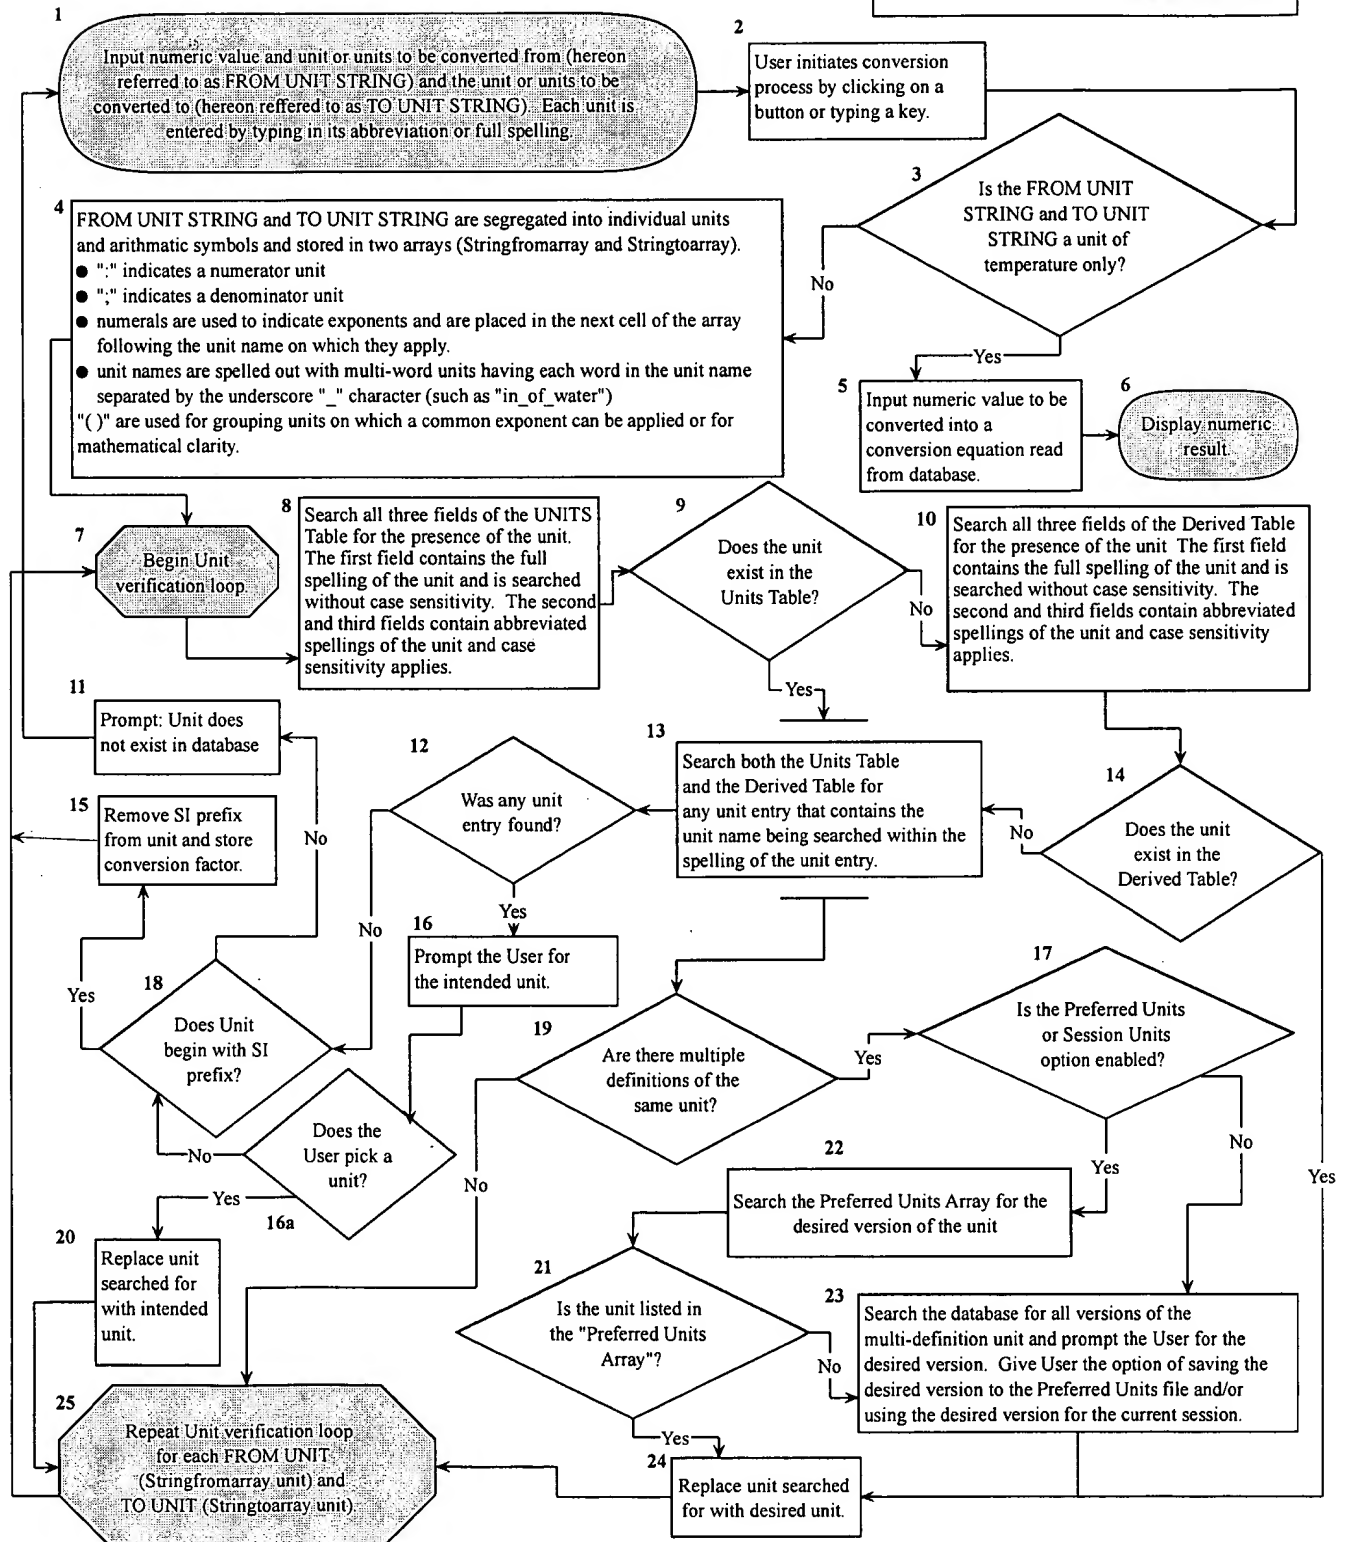 1
Input numeric value and unit or units to be converted from (hereon
referred to as FROM UNIT STRING) and the unit or units to be
converted to (hereon reffered to as TO UNIT STRING). Each unit is
entered by typing in its abbreviation or full spelling.
2
User initiates conversion
process by clicking on a
button or typing a key.
3
Is the FROM UNIT
STRING and TO UNIT
STRING a unit of
temperature only?
No
Yes
4
FROM UNIT STRING and TO UNIT STRING are segregated into individual units
and arithmatic symbols and stored in two arrays (Stringfromarray and Stringtoarray).
● ":" indicates a numerator unit
● ";" indicates a denominator unit
● numerals are used to indicate exponents and are placed in the next cell of the array
following the unit name on which they apply.
● unit names are spelled out with multi-word units having each word in the unit name
separated by the underscore "_" character (such as "in_of_water")
"( )" are used for grouping units on which a common exponent can be applied or for
mathematical clarity.
5
Input numeric value to be
converted into a
conversion equation read
from database.
6
Display numeric
result.
7
Begin Unit
verification loop.
8
Search all three fields of the UNITS
Table for the presence of the unit.
The first field contains the full
spelling of the unit and is searched
without case sensitivity. The second
and third fields contain abbreviated
spellings of the unit and case
sensitivity applies.
9
Does the unit
exist in the
Units Table?
No
Yes
10
Search all three fields of the Derived Table
for the presence of the unit The first field
contains the full spelling of the unit and is
searched without case sensitivity. The
second and third fields contain abbreviated
spellings of the unit and case sensitivity
applies.
11
Prompt: Unit does
not exist in database
12
Was any unit
entry found?
No
Yes
13
Search both the Units Table
and the Derived Table for
any unit entry that contains the
unit name being searched within the
spelling of the unit entry.
14
Does the unit
exist in the
Derived Table?
No
Yes
15
Remove SI prefix
from unit and store
conversion factor.
16
Prompt the User for
the intended unit.
17
Is the Preferred Units
or Session Units
option enabled?
Yes
No
18
Does Unit
begin with SI
prefix?
Yes
No
19
Are there multiple
definitions of the
same unit?
Yes
No
Does the
User pick a
unit?
No
Yes
16a
20
Replace unit
searched for
with intended
unit.
22
Search the Preferred Units Array for the
desired version of the unit
21
Is the unit listed in
the "Preferred Units
Array"?
No
Yes
23
Search the database for all versions of the
multi-definition unit and prompt the User for the
desired version. Give User the option of saving the
desired version to the Preferred Units file and/or
using the desired version for the current session.
24
Replace unit searched
for with desired unit.
25
Repeat Unit verification loop
for each FROM UNIT
(Stringfromarray unit) and
TO UNIT (Stringtoarray unit)